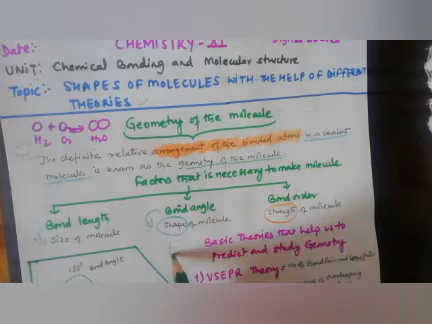 Date:- CHEMISTRY - XI
UNIT: Chemical Bonding and Molecular structure
Topic:- SHAPES OF MOLECULES WITH THE HELP OF DIFFERENT
THEORIES
O + O OO Geometry of the molecule
H2 O2 H2O
The definite relative arrangement of the bonded atoms in a covalent
molecule is known as the geometry of the molecule.
Factors that is necessary to make molecule
Bond length Bond angle Bond order
Size of molecule Shape of molecule Strength of molecule
Basic Theories that help us to
Predict and study Geometry
180° Bond Angle
1) VSEPR Theory
of overlapping